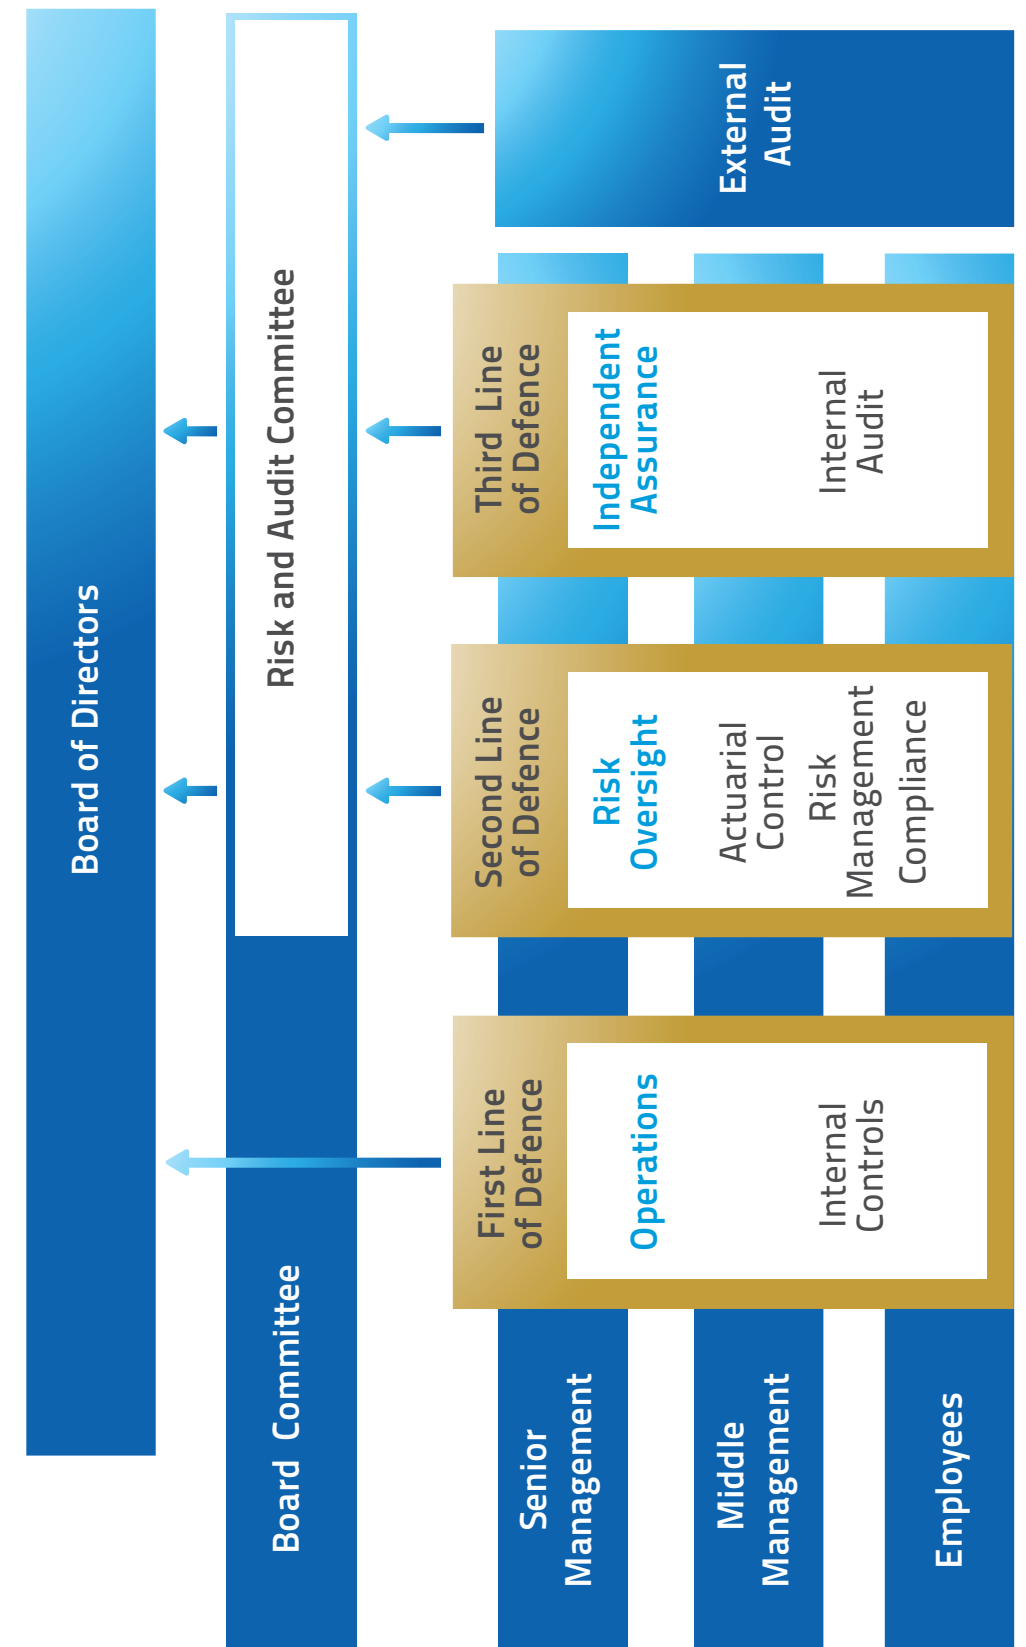 Board of Directors
Board Committee
Risk and Audit Committee
Senior
Management
Middle
Management
Employees
First Line
of Defence
Operations
Internal
Controls
Second Line
of Defence
Risk
Oversight
Actuarial
Control
Risk
Management
Compliance
Third Line
of Defence
Independent
Assurance
Internal
Audit
External
Audit